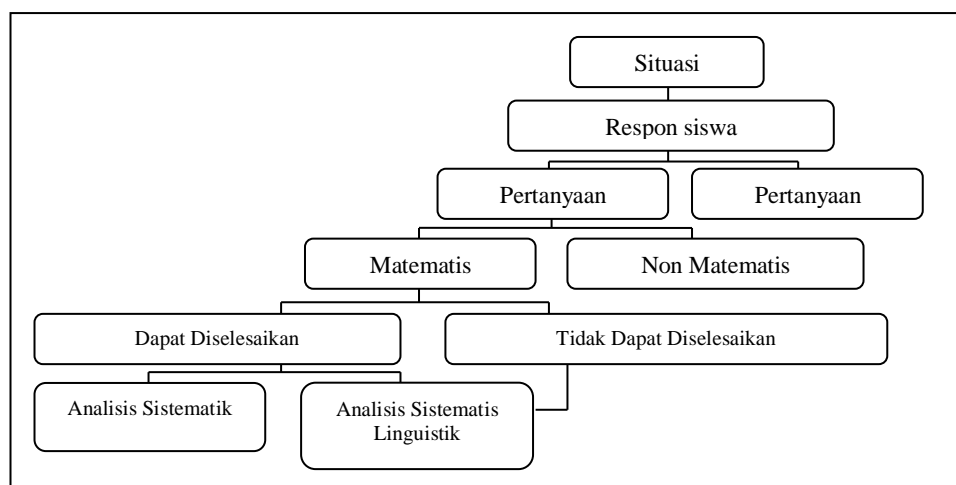 Situasi
Respon siswa
Pertanyaan
Pertanyaan
Matematis
Non Matematis
Dapat Diselesaikan
Tidak Dapat Diselesaikan
Analisis Sistematik
Analisis Sistematis
Linguistik